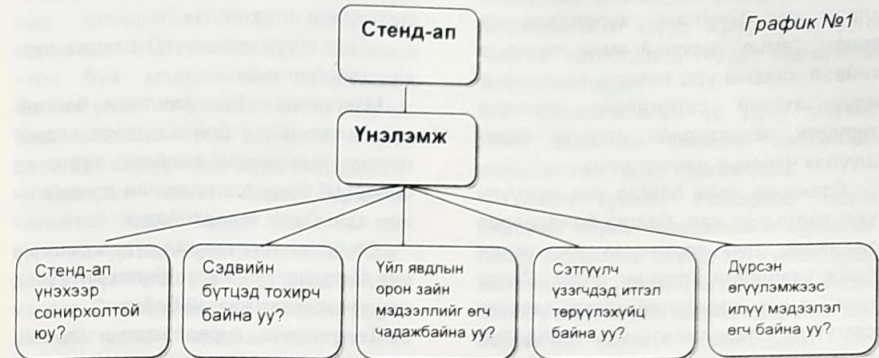 График №1
Стенд-ап
Үнэлэмж
Стенд-ап
үнэхээр
сонирхолтой
юу?
Сэдвийн
бүтцэд зохирч
байна уу?
Үйл явдлын
орон зайн
мэдээллийг өгч
чадажбайна уу?
Сэтгүүлч
үзэгчдэд итгэл
төрүүлэхүйц
байна уу?
Дүрсэн
өгүүлэмжээс
илүү мэдээлэл
өгч байна уу?